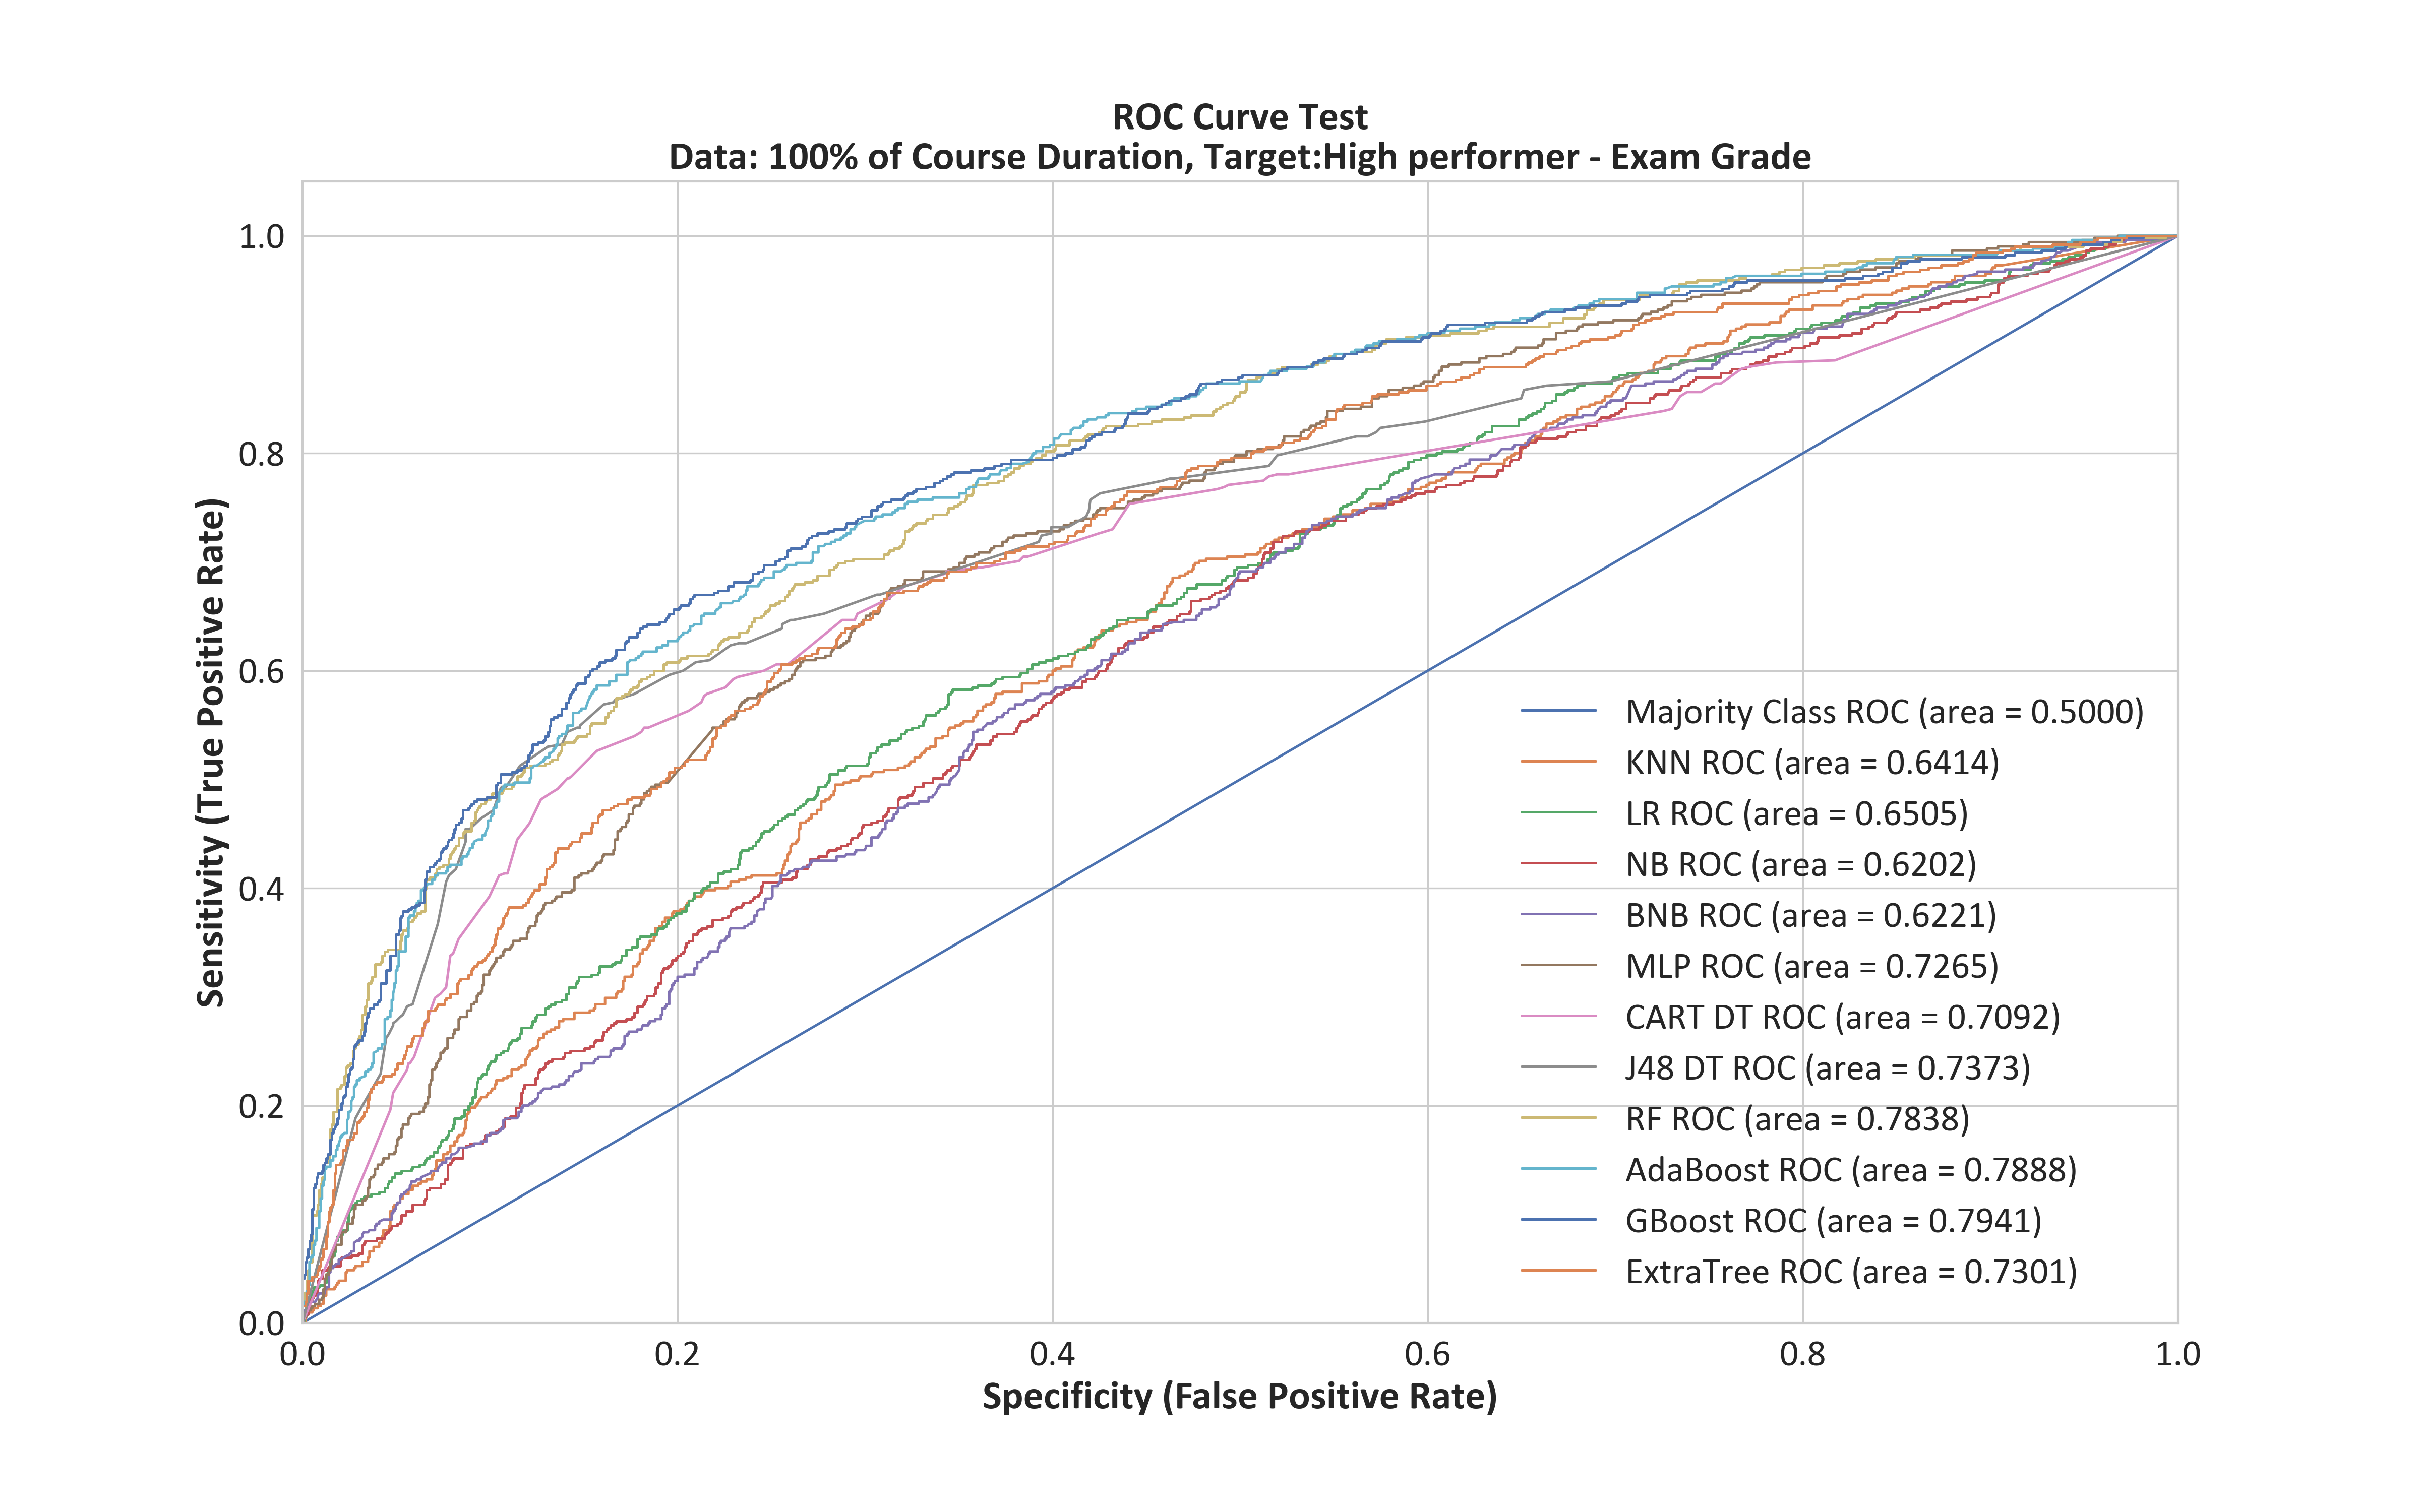 ROC Curve Test
Data: 100% of Course Duration, Target:High performer - Exam Grade
Sensitivity (True Positive Rate)
1.0
0.8
0.6
0.4
0.2
0.0
Majority Class ROC (area = 0.5000)
KNN ROC (area = 0.6414)
LR ROC (area = 0.6505)
NB ROC (area = 0.6202)
BNB ROC (area = 0.6221)
MLP ROC (area = 0.7265)
CART DT ROC (area = 0.7092)
J48 DT ROC (area = 0.7373)
RF ROC (area = 0.7838)
AdaBoost ROC (area = 0.7888)
GBoost ROC (area = 0.7941)
ExtraTree ROC (area = 0.7301)
0.0 0.2 0.4 0.6 0.8 1.0
Specificity (False Positive Rate)